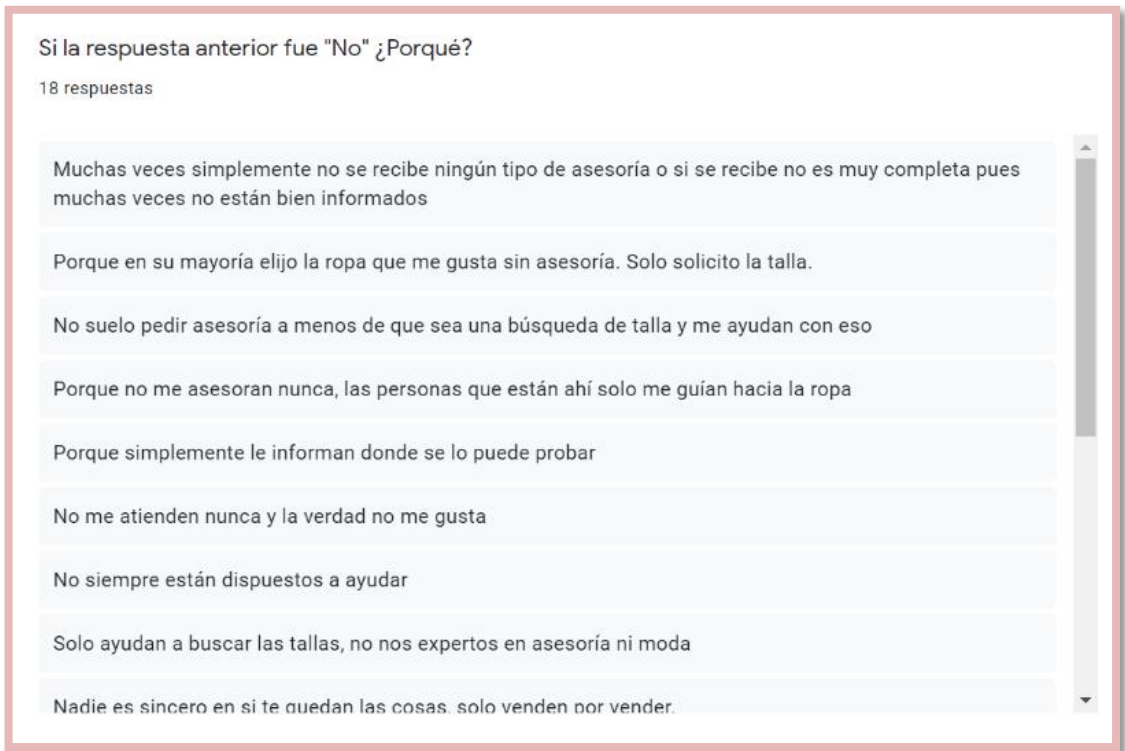 Si la respuesta anterior fue "No" ¿Porqué?
18 respuestas
Muchas veces simplemente no se recibe ningún tipo de asesoría o si se recibe no es muy completa pues
muchas veces no están bien informados
Porque en su mayoría elijo la ropa que me gusta sin asesoría. Solo solicito la talla.
No suelo pedir asesoría a menos de que sea una búsqueda de talla y me ayudan con eso
Porque no me asesoran nunca, las personas que están ahí solo me guían hacia la ropa
Porque simplemente le informan donde se lo puede probar
No me atienden nunca y la verdad no me gusta
No siempre están dispuestos a ayudar
Solo ayudan a buscar las tallas, no nos expertos en asesoría ni moda
Nadie es sincero en si te quedan las cosas, solo venden por vender.